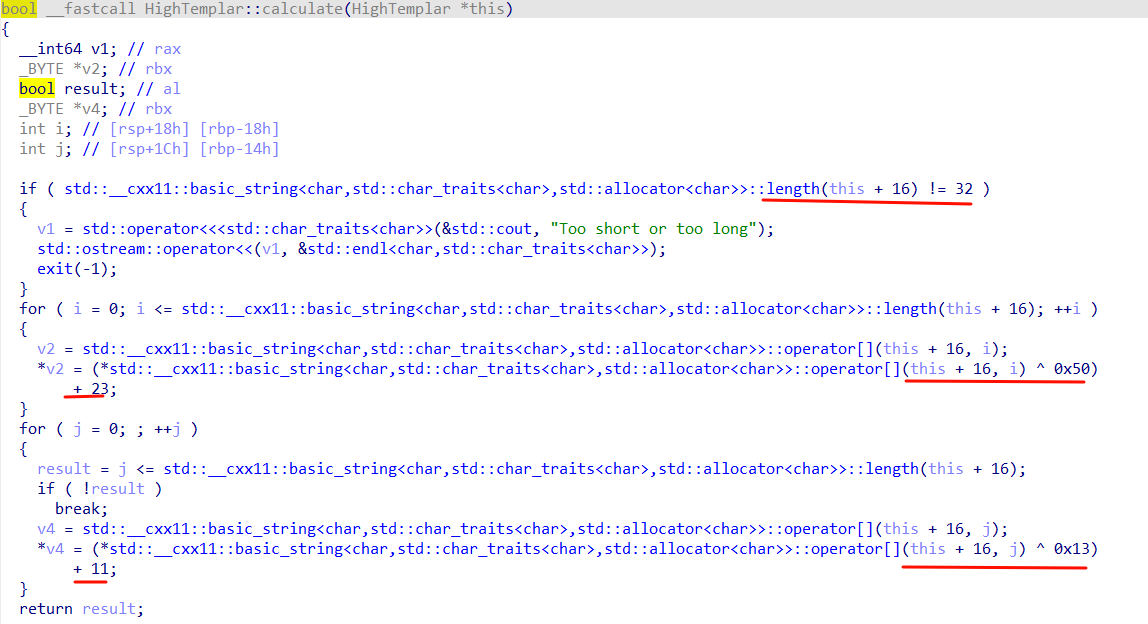 bool __fastcall HighTemplar::calculate(HighTemplar *this)
{
  __int64 v1; // rax
  _BYTE *v2; // rbx
  bool result; // al
  _BYTE *v4; // rbx
  int i; // [rsp+18h] [rbp-18h]
  int j; // [rsp+1Ch] [rbp-14h]

  if ( std::__cxx11::basic_string<char,std::char_traits<char>,std::allocator<char>>::length(this + 16) != 32 )
  {
    v1 = std::operator<<<std::char_traits<char>>(&std::cout, "Too short or too long");
    std::ostream::operator<<(v1, &std::endl<char,std::char_traits<char>>);
    exit(-1);
  }
  for ( i = 0; i <= std::__cxx11::basic_string<char,std::char_traits<char>,std::allocator<char>>::length(this + 16); ++i )
  {
    v2 = std::__cxx11::basic_string<char,std::char_traits<char>,std::allocator<char>>::operator[](this + 16, i);
    *v2 = (*std::__cxx11::basic_string<char,std::char_traits<char>,std::allocator<char>>::operator[](this + 16, i) ^ 0x50)
        + 23;
  }
  for ( j = 0; ; ++j )
  {
    result = j <= std::__cxx11::basic_string<char,std::char_traits<char>,std::allocator<char>>::length(this + 16);
    if ( !result )
      break;
    v4 = std::__cxx11::basic_string<char,std::char_traits<char>,std::allocator<char>>::operator[](this + 16, j);
    *v4 = (*std::__cxx11::basic_string<char,std::char_traits<char>,std::allocator<char>>::operator[](this + 16, j) ^ 0x13)
        + 11;
  }
  return result;